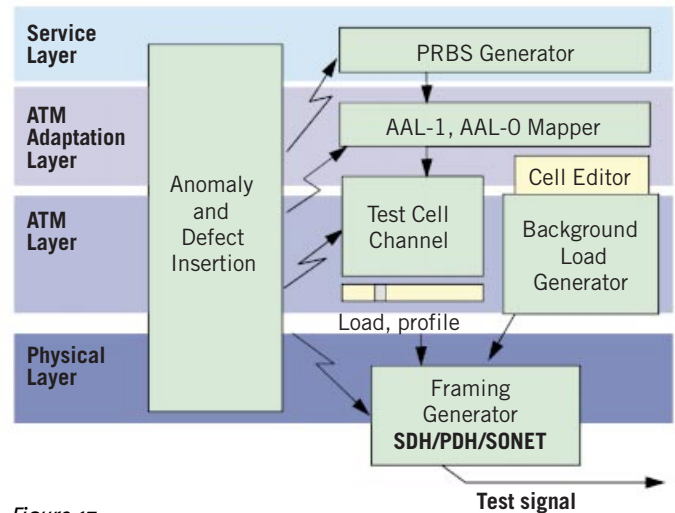 Service
Layer
PRBS Generator
ATM
Adaptation
Layer
AAL-1, AAL-0 Mapper
Cell Editor
Anomaly
and
Defect
Insertion
ATM
Layer
Test Cell
Channel
Background
Load
Generator
Load, profile
Physical
Layer
Framing
Generator
SDH/PDH/SONET
Test signal